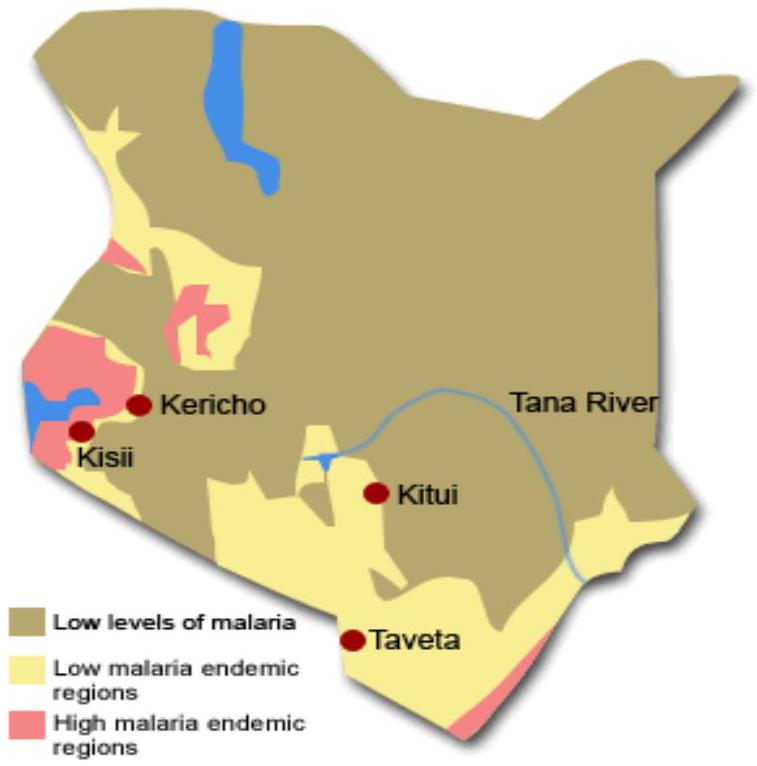 Kericho
Tana River
Kisii
Kitui
Low levels of malaria
Taveta
Low malaria endemic
regions
High malaria endemic
regions